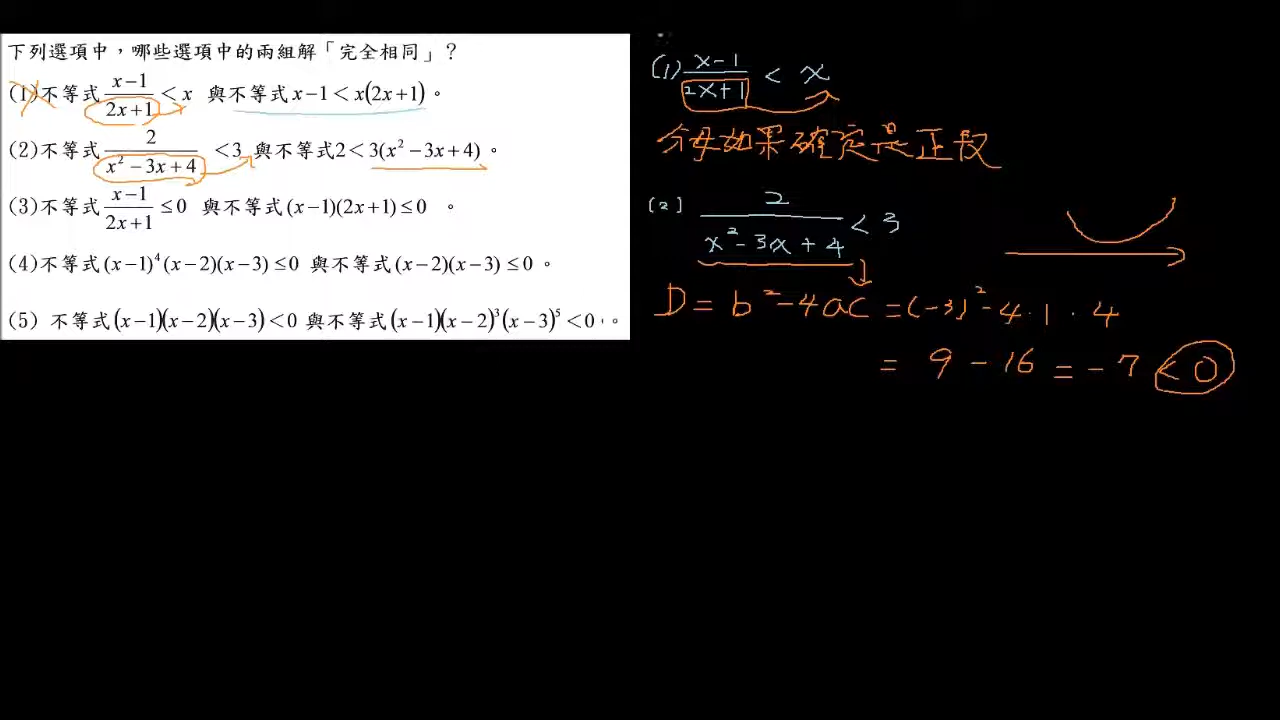 下列選項中，哪些選項中的兩組解「完全相同」？
(1)不等式 (x−1)/(2x+1) < x 與不等式 x−1 < x(2x+1)。
(2)不等式 2/(x²−3x+4) < 3 與不等式2 < 3(x²−3x+4)。
(3)不等式 (x−1)/(2x+1) ≤ 0 與不等式(x−1)(2x+1) ≤ 0 。
(4)不等式(x−1)⁴(x−2)(x−3) ≤ 0 與不等式(x−2)(x−3) ≤ 0。
(5) 不等式(x−1)(x−2)(x−3) < 0 與不等式(x−1)(x−2)³(x−3)⁵ < 0。
(1) (x−1)/(2x+1) < x
分母如果確定是正數
(2) 2/(x²−3x+4) < 3
D = b²−4ac = (−3)²−4·1·4
= 9 − 16 = −7 < 0